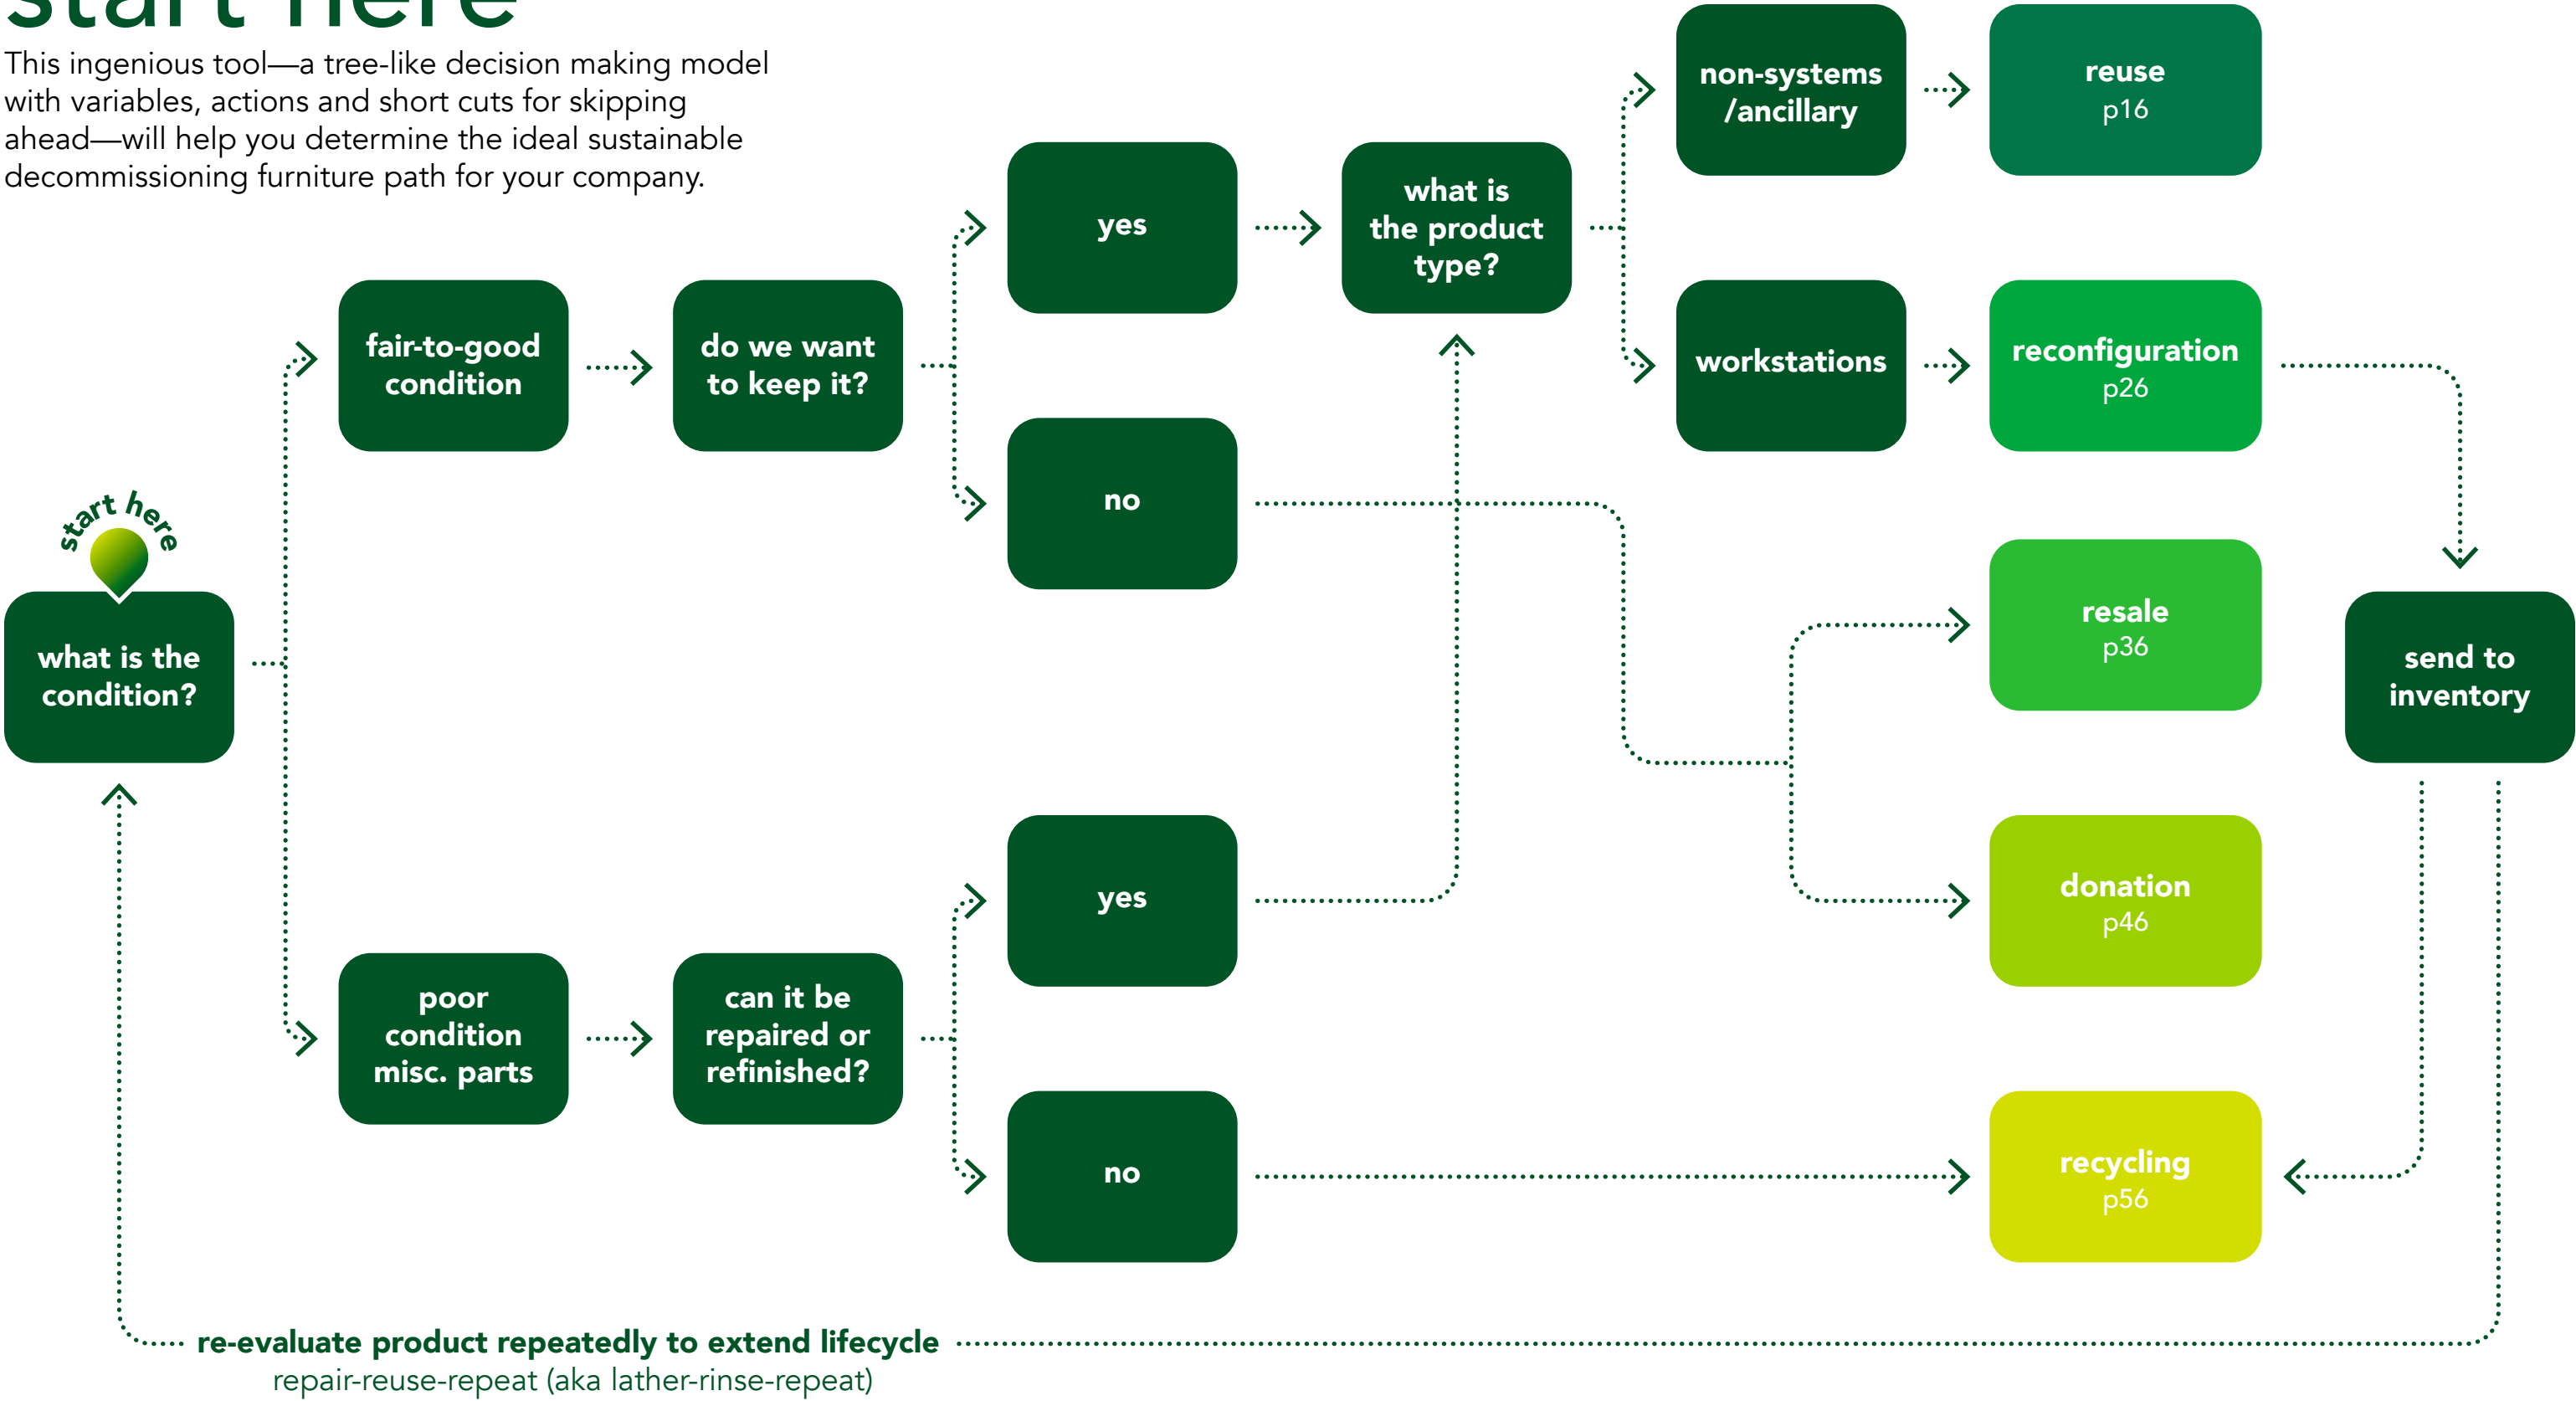 start here
This ingenious tool—a tree-like decision making model
with variables, actions and short cuts for skipping
ahead—will help you determine the ideal sustainable
decommissioning furniture path for your company.
start here
what is the
condition?
fair-to-good
condition
do we want
to keep it?
yes
no
what is
the product
type?
non-systems
/ancillary
reuse
p16
workstations
reconfiguration
p26
resale
p36
donation
p46
send to
inventory
poor
condition
misc. parts
can it be
repaired or
refinished?
yes
no
recycling
p56
re-evaluate product repeatedly to extend lifecycle
repair-reuse-repeat (aka lather-rinse-repeat)